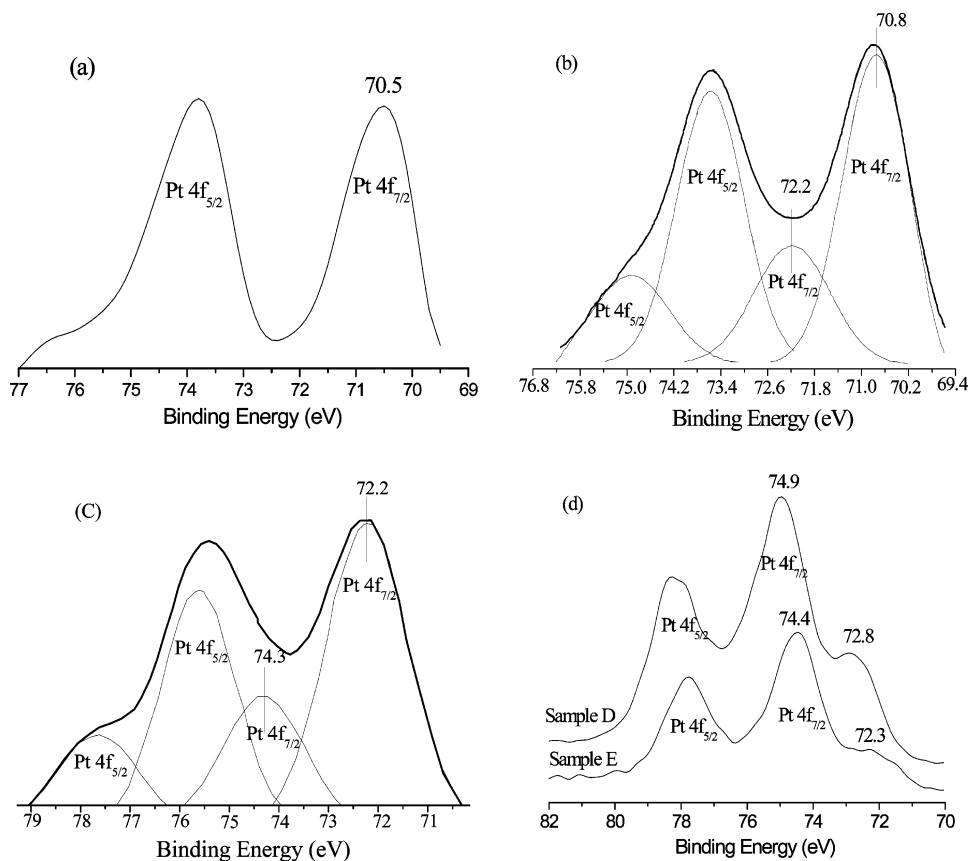 (a)
70.5
Pt 4f5/2
Pt 4f7/2
77 76 75 74 73 72 71 70 69
Binding Energy (eV)
(b)
70.8
72.2
Pt 4f5/2
Pt 4f7/2
Pt 4f7/2
Pt 4f5/2
76.8 75.8 75.0 74.2 73.4 72.6 71.8 71.0 70.2 69.4
Binding Energy (eV)
(C)
72.2
Pt 4f7/2
Pt 4f5/2
74.3
Pt 4f7/2
Pt 4f5/2
79 78 77 76 75 74 73 72 71
Binding Energy (eV)
(d)
74.9
Pt 4f7/2
Pt 4f5/2
74.4
72.8
Sample D
Pt 4f5/2
Pt 4f7/2
72.3
Sample E
82 80 78 76 74 72 70
Binding Energy (eV)